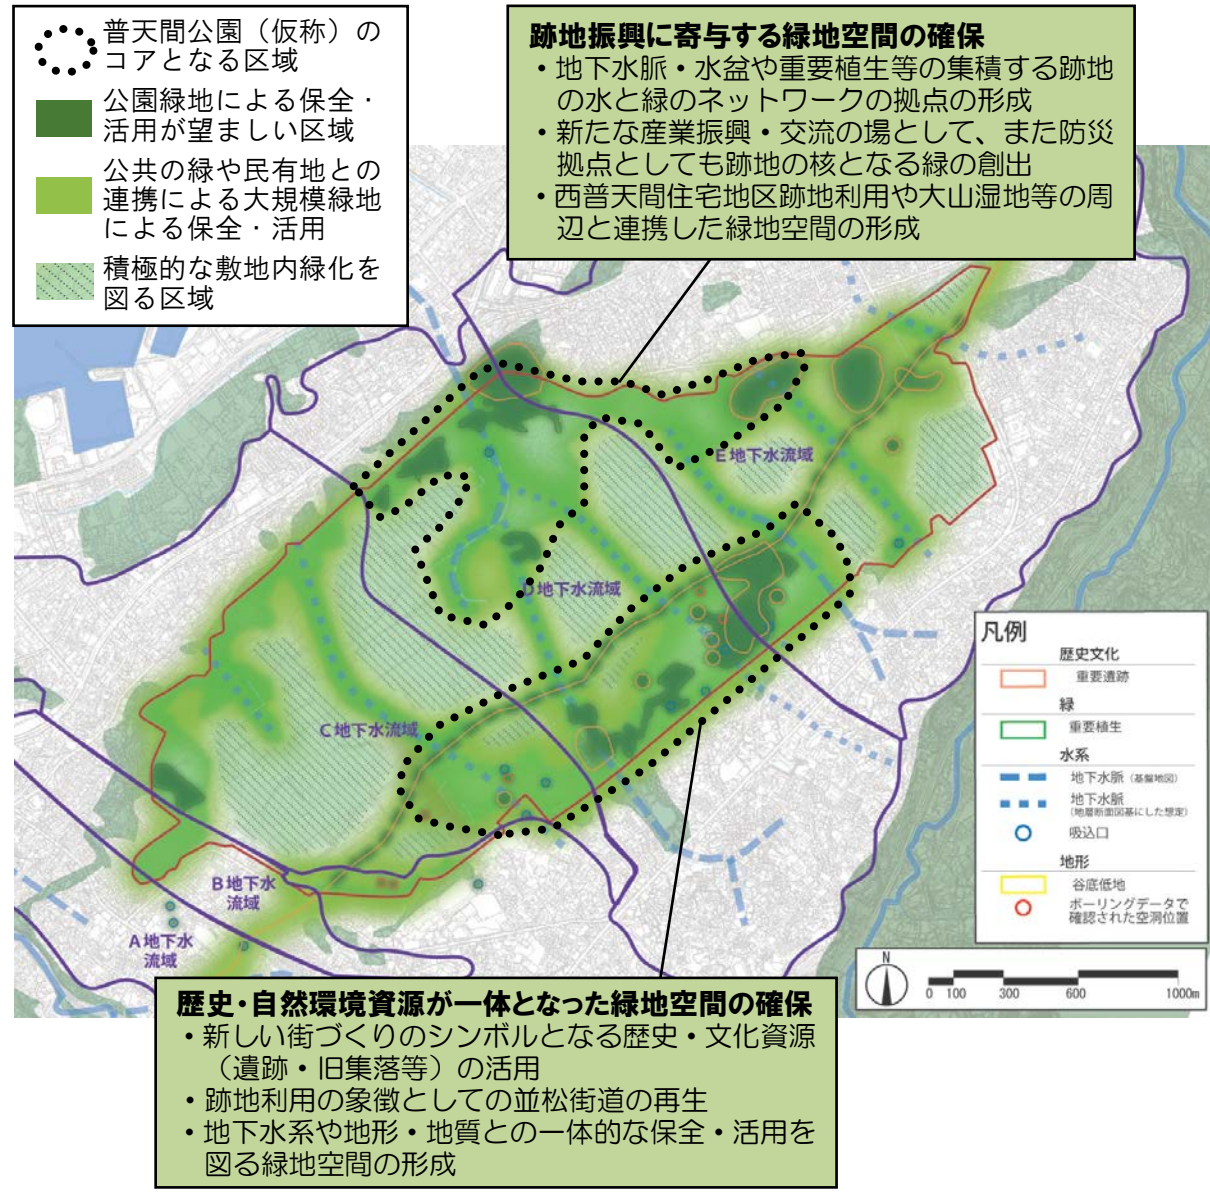 普天間公園（仮称）の
コアとなる区域
公園緑地による保全・
活用が望ましい区域
公共の緑や民有地との
連携による大規模緑地
による保全・活用
積極的な敷地内緑化を
図る区域
跡地振興に寄与する緑地空間の確保
・地下水脈・水盆や重要植生等の集積する跡地
の水と緑のネットワークの拠点の形成
・新たな産業振興・交流の場として、また防災
拠点としても跡地の核となる緑の創出
・西普天間住宅地区跡地利用や大山湿地等の周
辺と連携した緑地空間の形成
E地下水流域
D地下水流域
C地下水流域
B地下水
流域
A地下水
流域
凡例
歴史文化
重要遺跡
緑
重要植生
水系
地下水脈（基盤地図）
地下水脈
（地層断面図基にした想定）
吸込口
地形
谷底低地
ボーリングデータで
確認された空洞位置
N
0 100 300 600 1000m
歴史・自然環境資源が一体となった緑地空間の確保
・新しい街づくりのシンボルとなる歴史・文化資源
（遺跡・旧集落等）の活用
・跡地利用の象徴としての並松街道の再生
・地下水系や地形・地質との一体的な保全・活用を
図る緑地空間の形成